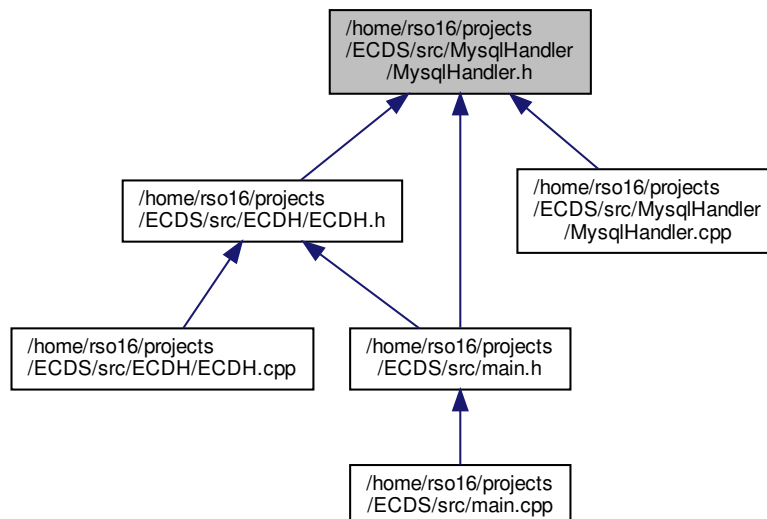 /home/rso16/projects
/ECDS/src/MysqlHandler
/MysqlHandler.h
/home/rso16/projects
/ECDS/src/ECDH/ECDH.h
/home/rso16/projects
/ECDS/src/MysqlHandler
/MysqlHandler.cpp
/home/rso16/projects
/ECDS/src/ECDH/ECDH.cpp
/home/rso16/projects
/ECDS/src/main.h
/home/rso16/projects
/ECDS/src/main.cpp